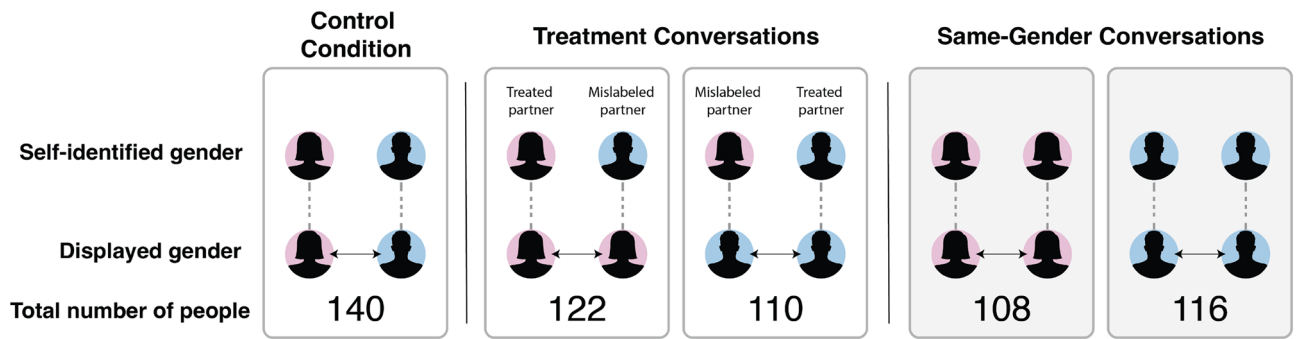 Control
Condition
Treatment Conversations
Same-Gender Conversations
Treated
partner
Mislabeled
partner
Mislabeled
partner
Treated
partner
Self-identified gender
Displayed gender
Total number of people
140
122
110
108
116